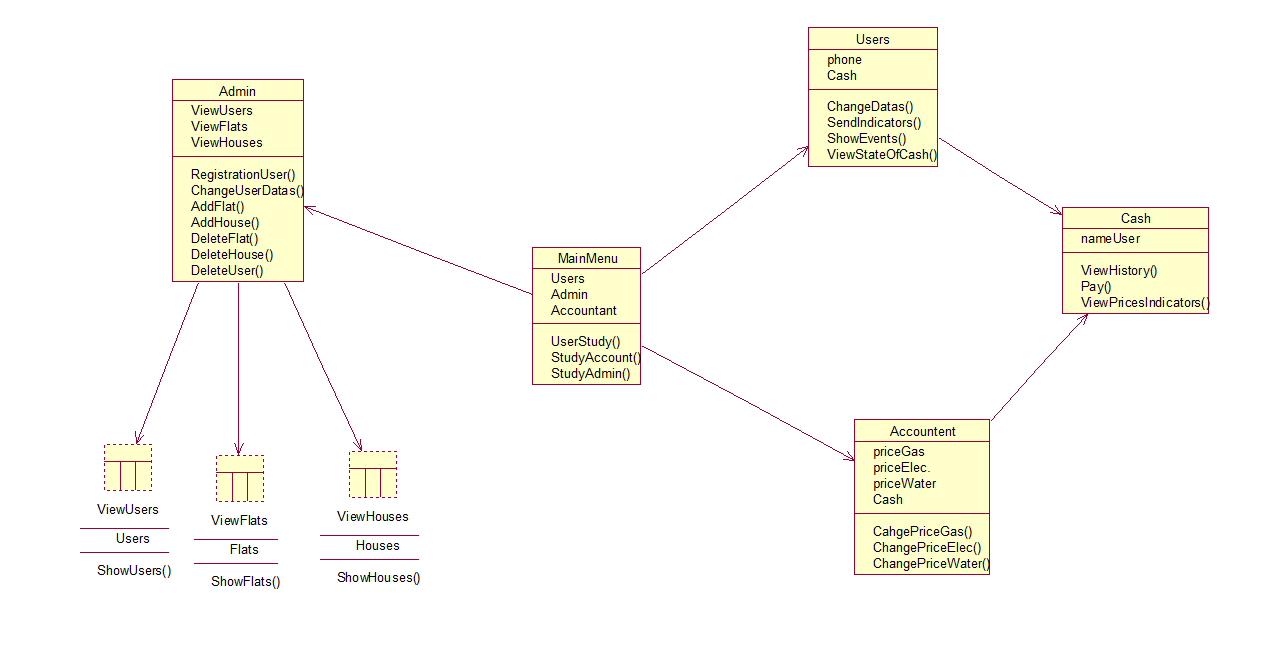 Users
phone
Cash
ChangeDatas()
SendIndicators()
ShowEvents()
ViewStateOfCash()
Admin
ViewUsers
ViewFlats
ViewHouses
RegistrationUser()
ChangeUserDatas()
AddFlat()
AddHouse()
DeleteFlat()
DeleteHouse()
DeleteUser()
Cash
nameUser
ViewHistory()
Pay()
ViewPricesIndicators()
MainMenu
Users
Admin
Accountant
UserStudy()
StudyAccount()
StudyAdmin()
Accountent
priceGas
priceElec.
priceWater
Cash
CahgePriceGas()
ChangePriceElec()
ChangePriceWater()
ViewUsers
Users
ShowUsers()
ViewFlats
Flats
ShowFlats()
ViewHouses
Houses
ShowHouses()